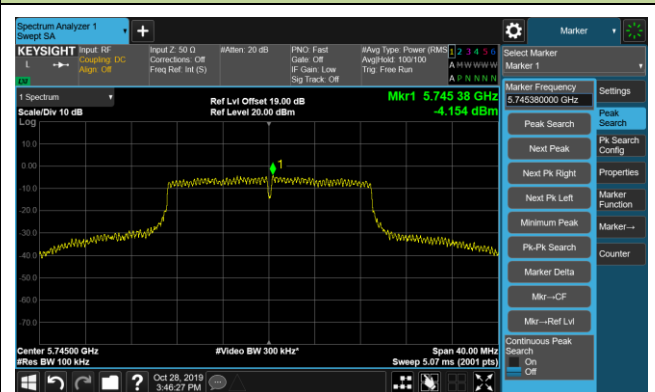 Spectrum Analyzer 1
Swept SA
Marker
KEYSIGHT
L
Input: RF
Coupling: DC
Align: Off
Input Z: 50 Ω
Corrections: Off
Freq Ref: Int (S)
#Atten: 20 dB
PNO: Fast
Gate: Off
IF Gain: Low
Sig Track: Off
#Avg Type: Power (RMS
Avg|Hold: 100/100
Trig: Free Run
1 2 3 4 5 6
A W W W W W
A P N N N N
Select Marker
Marker 1
1 Spectrum
Scale/Div 10 dB
Log
Ref Lvl Offset 19.00 dB
Ref Level 20.00 dBm
Mkr1 5.745 38 GHz
-4.154 dBm
1
10.0
0.00
-10.0
-20.0
-30.0
-40.0
-50.0
-60.0
-70.0
Center 5.74500 GHz
#Res BW 100 kHz
#Video BW 300 kHz*
Span 40.00 MHz
Sweep 5.07 ms (2001 pts)
Marker Frequency
5.745380000 GHz
Peak Search
Next Peak
Next Pk Right
Next Pk Left
Minimum Peak
Pk-Pk Search
Marker Delta
Mkr→CF
Mkr→Ref Lvl
Continuous Peak
Search
On
Off
Settings
Peak
Search
Pk Search
Config
Properties
Marker
Function
Marker→
Counter
Oct 28, 2019
3:46:27 PM